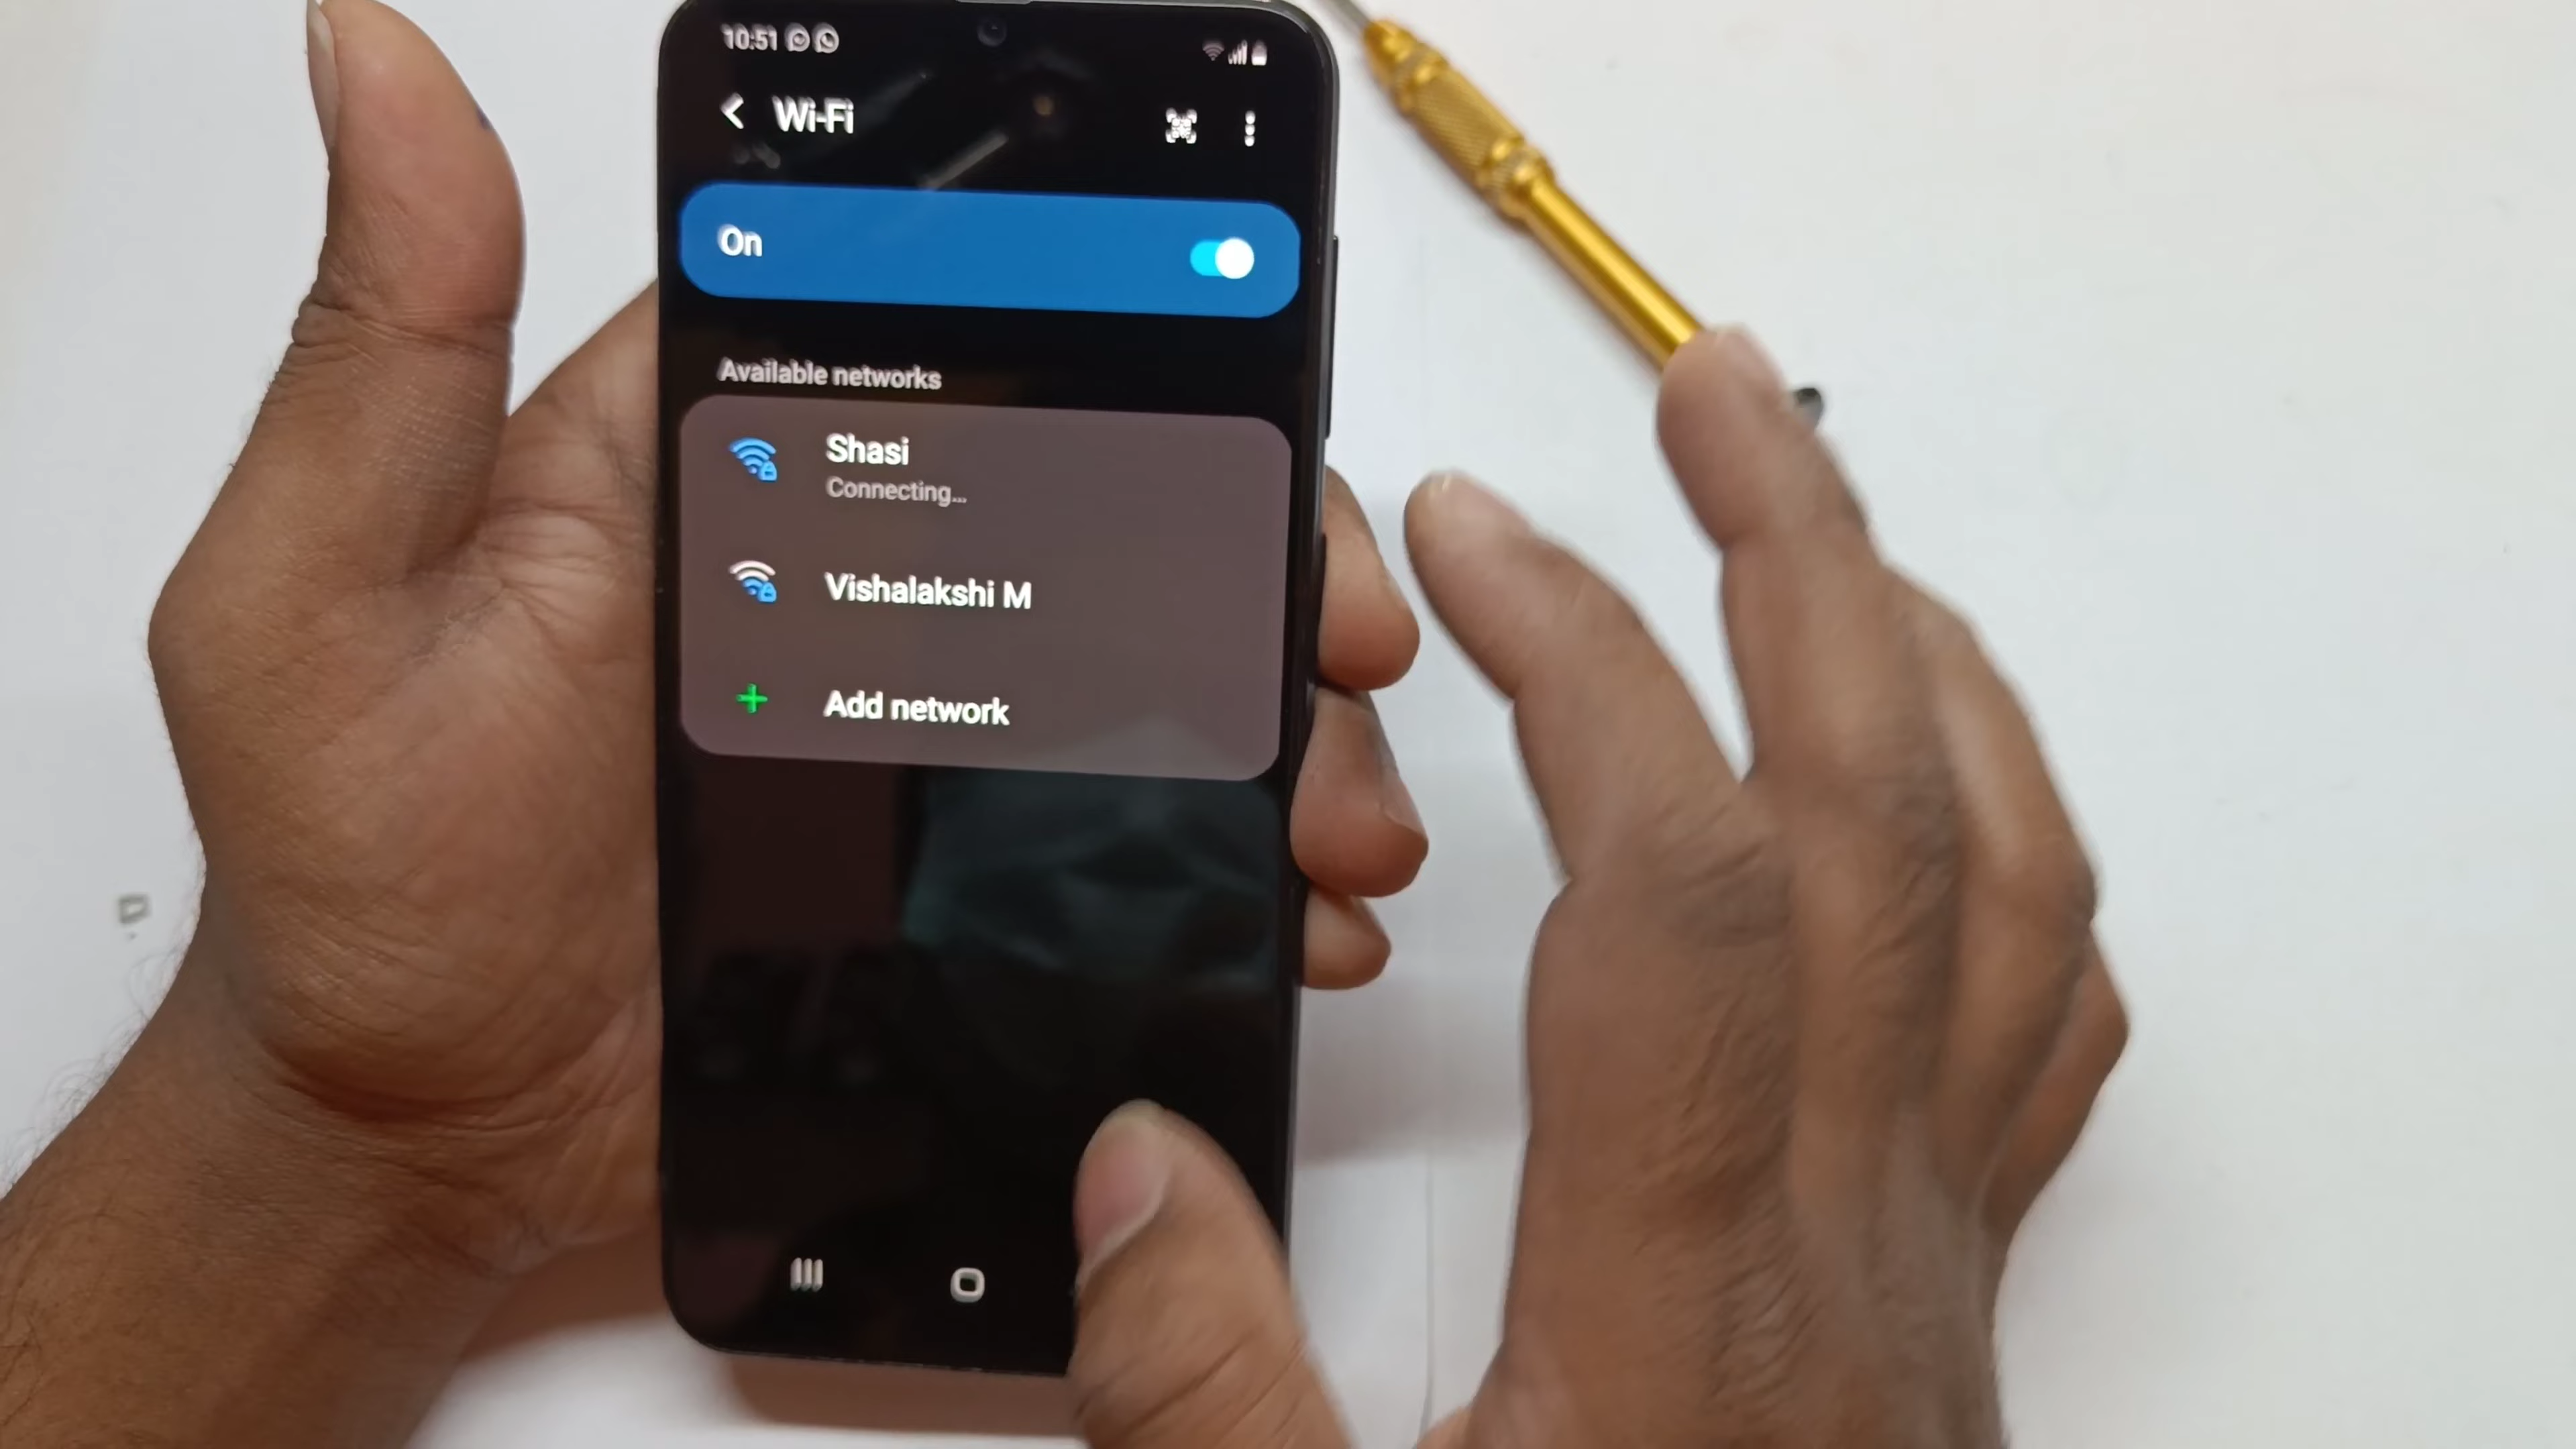 10:51
Wi-Fi
On
Available networks
Shasi
Connecting...
Vishalakshi M
Add network